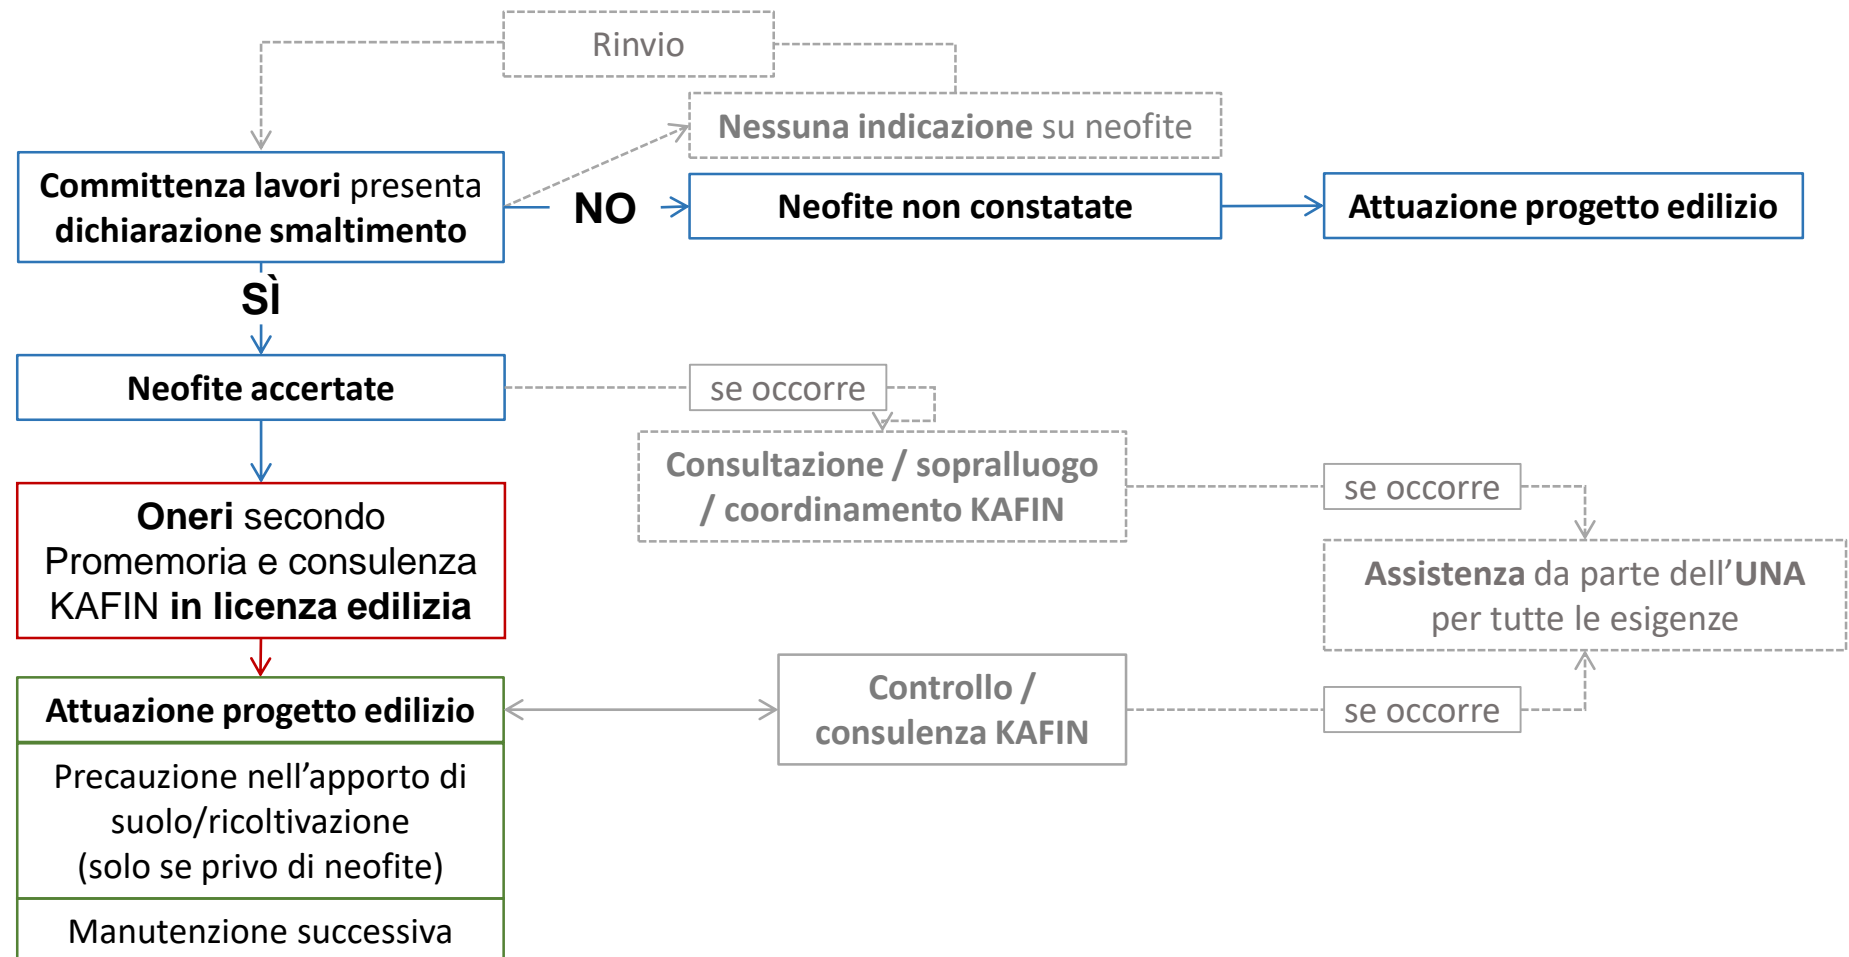 Rinvio
Nessuna indicazione su neofite
Committenza lavori presenta
dichiarazione smaltimento
NO
Neofite non constatate
Attuazione progetto edilizio
SÌ
Neofite accertate
se occorre
Consultazione / sopralluogo
/ coordinamento KAFIN
se occorre
Oneri secondo
Promemoria e consulenza
KAFIN in licenza edilizia
Assistenza da parte dell’UNA
per tutte le esigenze
Attuazione progetto edilizio
Controllo /
consulenza KAFIN
se occorre
Precauzione nell’apporto di
suolo/ricoltivazione
(solo se privo di neofite)
Manutenzione successiva